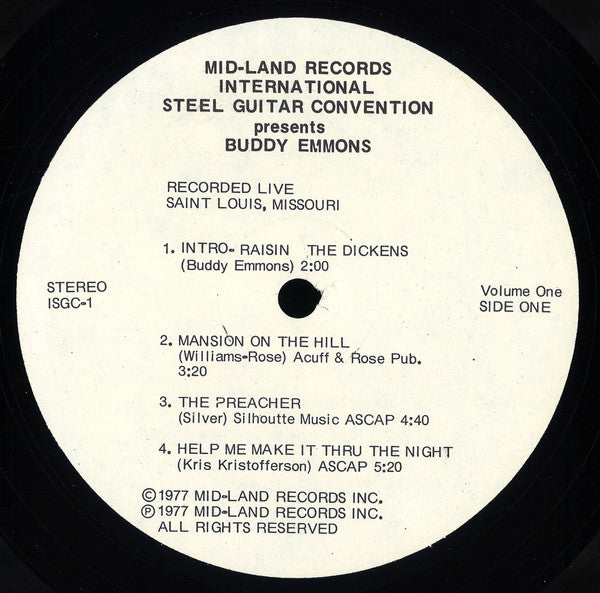 MID-LAND RECORDS
INTERNATIONAL
STEEL GUITAR CONVENTION
presents
BUDDY EMMONS
RECORDED LIVE
SAINT LOUIS, MISSOURI
1. INTRO- RAISIN THE DICKENS
(Buddy Emmons) 2:00
STEREO
ISGC-1
Volume One
SIDE ONE
2. MANSION ON THE HILL
(Williams-Rose) Acuff & Rose Pub.
3:20
3. THE PREACHER
(Silver) Silhoutte Music ASCAP 4:40
4. HELP ME MAKE IT THRU THE NIGHT
(Kris Kristofferson) ASCAP 5:20
©1977 MID-LAND RECORDS INC.
℗1977 MID-LAND RECORDS INC.
ALL RIGHTS RESERVED